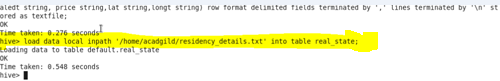 aled string, price string,lat string,longt string) row format delimited fields terminated by ',' lines terminated by '\n' st
ored as textfile;
OK
Time taken: 0.276 seconds
hive> load data local inpath '/home/acadgild/residency_details.txt' into table real_state;
Loading data to table default.real_state
OK
Time taken: 0.548 seconds
hive>